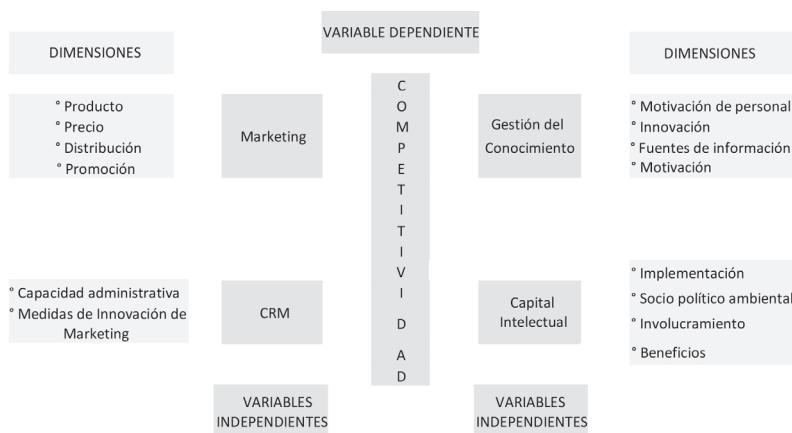 VARIABLE DEPENDIENTE
DIMENSIONES
DIMENSIONES
° Producto
° Precio
° Distribución
° Promoción
Marketing
C
O
M
P
E
T
I
T
I
V
I
D
A
D
Gestión del
Conocimiento
° Motivación de personal
° Innovación
° Fuentes de información
° Motivación
° Capacidad administrativa
° Medidas de Innovación de
Marketing
CRM
Capital
Intelectual
° Implementación
° Socio político ambiental
° Involucramiento
° Beneficios
VARIABLES
INDEPENDIENTES
VARIABLES
INDEPENDIENTES